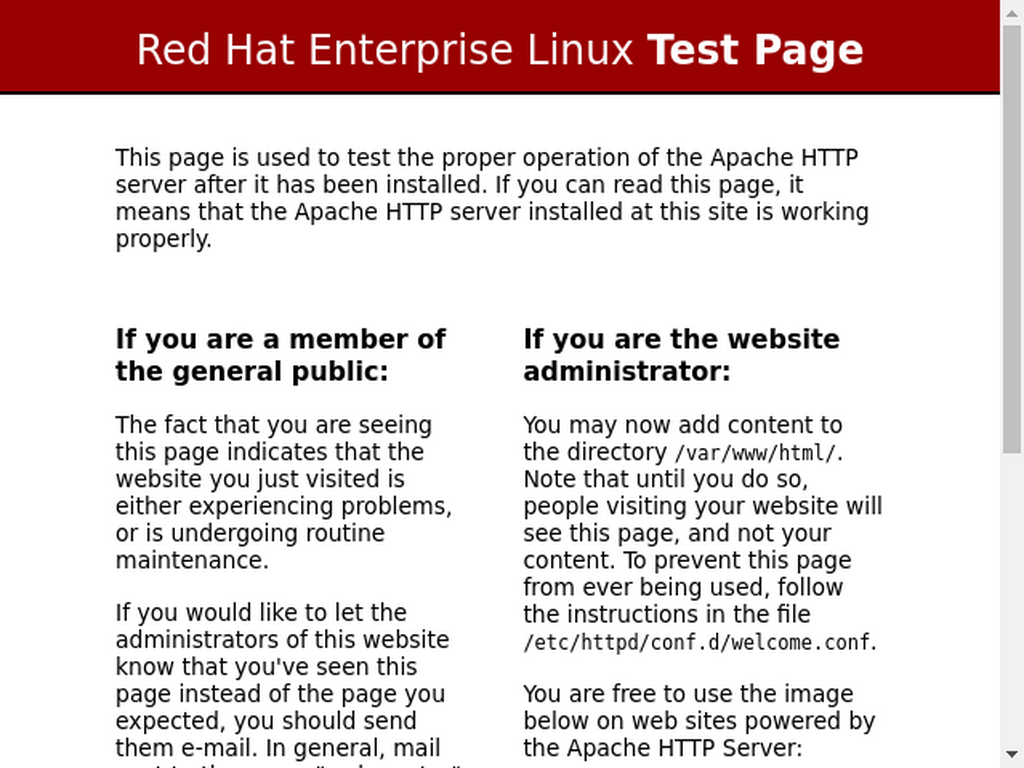 Red Hat Enterprise Linux Test Page
This page is used to test the proper operation of the Apache HTTP
server after it has been installed. If you can read this page, it
means that the Apache HTTP server installed at this site is working
properly.
If you are a member of
the general public:
The fact that you are seeing
this page indicates that the
website you just visited is
either experiencing problems,
or is undergoing routine
maintenance.
If you would like to let the
administrators of this website
know that you've seen this
page instead of the page you
expected, you should send
them e-mail. In general, mail
If you are the website
administrator:
You may now add content to
the directory /var/www/html/.
Note that until you do so,
people visiting your website will
see this page, and not your
content. To prevent this page
from ever being used, follow
the instructions in the file
/etc/httpd/conf.d/welcome.conf.
You are free to use the image
below on web sites powered by
the Apache HTTP Server: